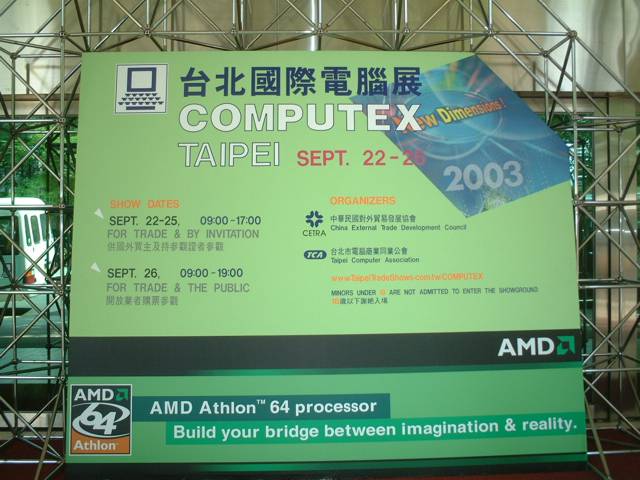 台北國際電腦展
COMPUTEX
TAIPEI SEPT. 22-26
New Dimensions!
2003
SHOW DATES
SEPT. 22-25, 09:00-17:00
FOR TRADE & BY INVITATION
供國外買主及持參觀證者參觀
SEPT. 26, 09:00-19:00
FOR TRADE & THE PUBLIC
開放業者購票參觀
ORGANIZERS
CETRA
中華民國對外貿易發展協會
China External Trade Development Council
TCA
台北市電腦商業同業公會
Taipei Computer Association
www.TaipeiTradeShows.com.tw/COMPUTEX
MINORS UNDER 18 ARE NOT ADMITTED TO ENTER THE SHOWGROUND.
18歲以下謝絕入場
AMD
AMD
64
Athlon™
AMD Athlon™ 64 processor
Build your bridge between imagination & reality.